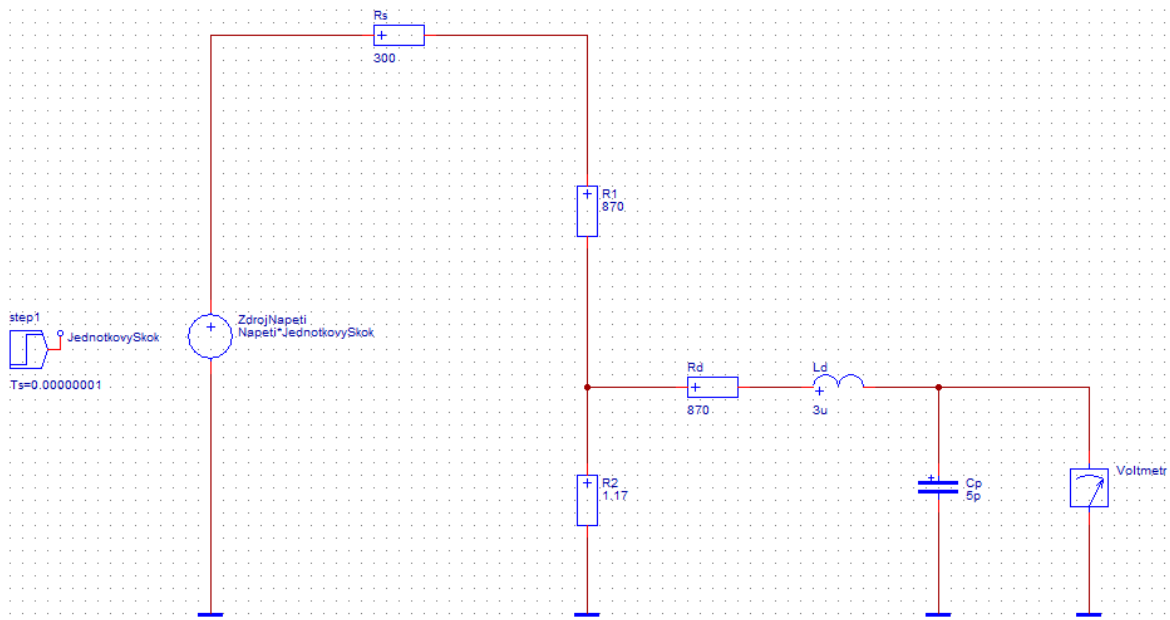 Rs
300
R1
870
step1
JednotkovySkok
Ts=0.00000001
ZdrojNapeti
Napeti*JednotkovySkok
Rd
870
Ld
3u
R2
1.17
Cp
5p
Voltmetr